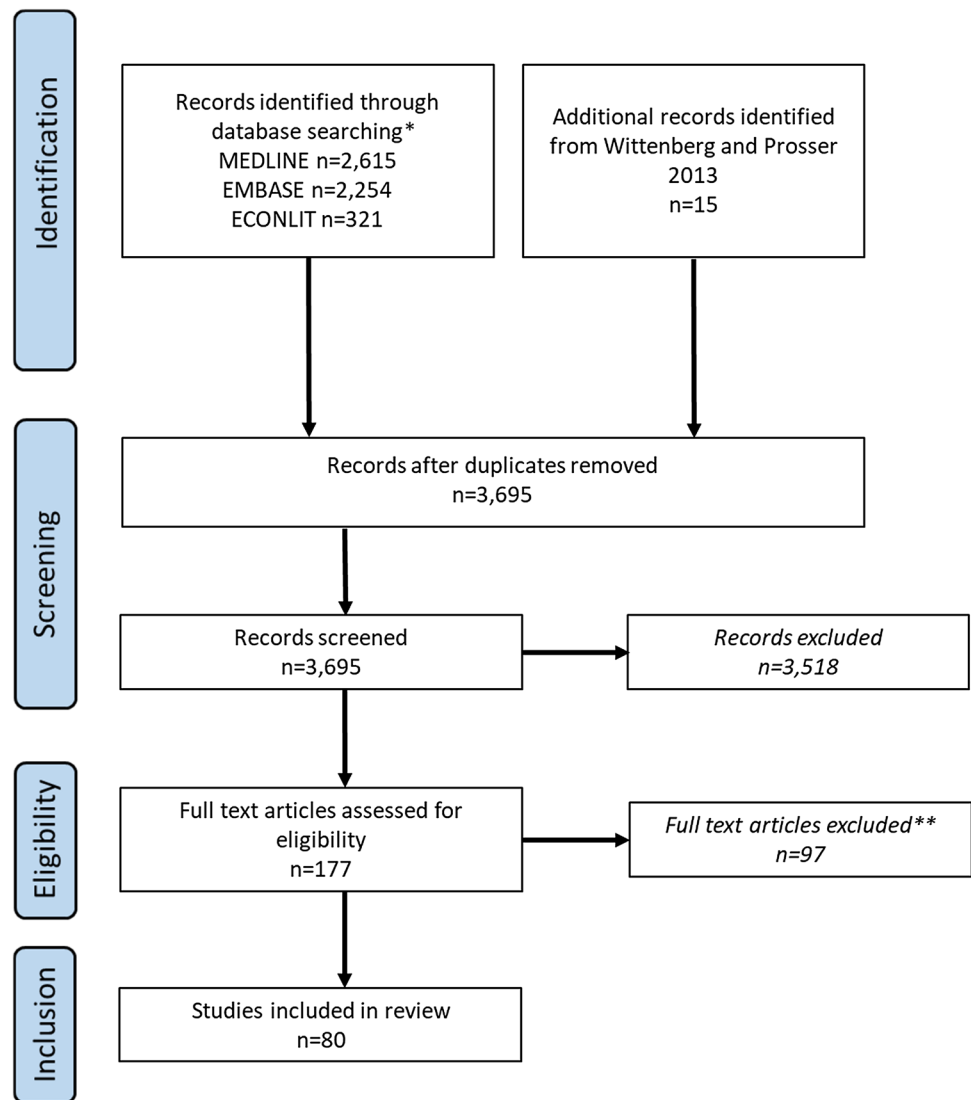 Identification
Records identified through
database searching*
MEDLINE n=2,615
EMBASE n=2,254
ECONLIT n=321
Additional records identified
from Wittenberg and Prosser
2013
n=15
Screening
Records after duplicates removed
n=3,695
Records screened
n=3,695
Records excluded
n=3,518
Eligibility
Full text articles assessed for
eligibility
n=177
Full text articles excluded**
n=97
Inclusion
Studies included in review
n=80